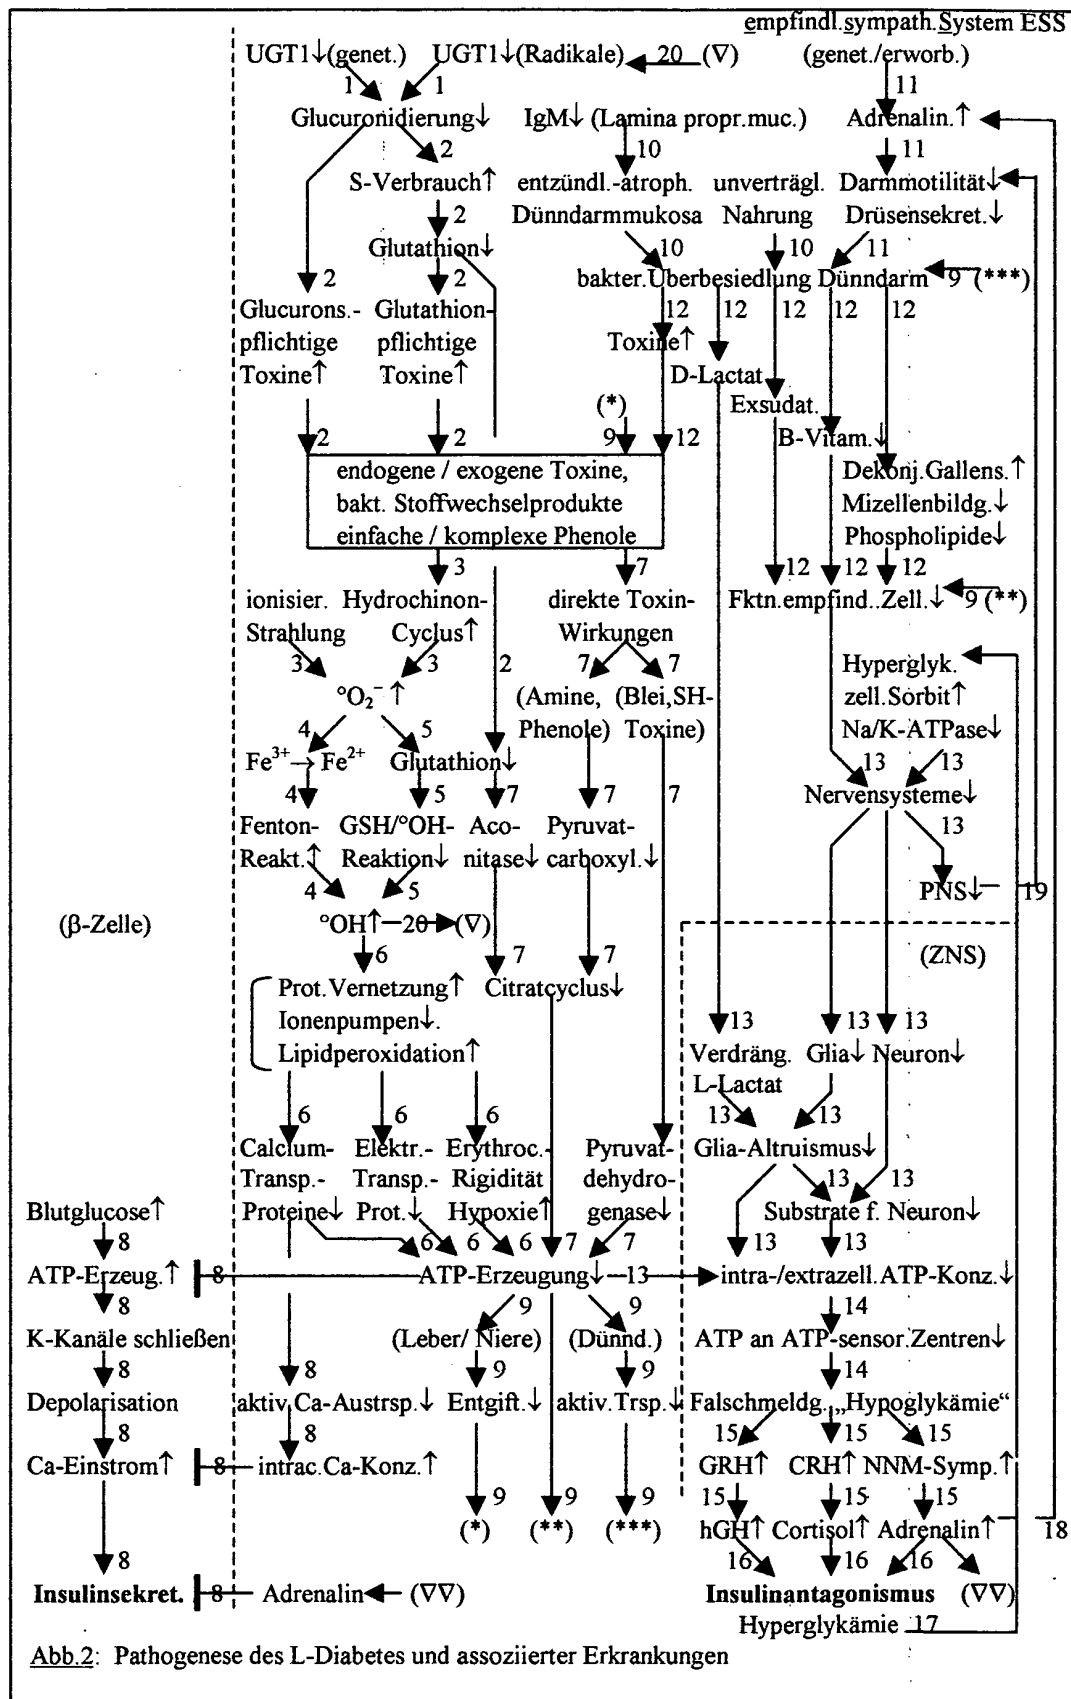 empfindl.sympath.System ESS
UGT1↓(genet.) UGT1↓(Radikale) 20 (∇) (genet./erworb.)
1 1 11
Glucuronidierung↓ IgM↓ (Lamina propr.muc.) Adrenalin.↑
2 10 11
S-Verbrauch↑ entzündl.-atroph. unverträgl. Darmmotilität↓
2 Dünndarmmukosa Nahrung Drüsensekret.↓
Glutathion↓ 10 10 11
2 2 bakter.Überbesiedlung Dünndarm 9 (***)
Glucurons.- Glutathion- 12 12 12 12
pflichtige pflichtige Toxine↑
Toxine↑ Toxine↑ D-Lactat
(*) Exsudat.
2 2 9 12 B-Vitam.↓
endogene / exogene Toxine, Dekonj.Gallens.↑
bakt. Stoffwechselprodukte Mizellenbildg.↓
einfache / komplexe Phenole Phospholipide↓
3 7 12 12 12
ionisier. Hydrochinon- direkte Toxin- Fktn.empfind..Zell.↓ 9 (**)
Strahlung Cyclus↑ Wirkungen
3 3 2 7 7 Hyperglyk.
°O₂⁻ ↑ (Amine, (Blei,SH- zell.Sorbit↑
4 5 Phenole) Toxine) Na/K-ATPase↓
Fe³⁺→ Fe²⁺ Glutathion↓ 13 13
4 5 7 7 7 Nervensysteme↓
Fenton- GSH/°OH- Aco- Pyruvat- 13
Reakt.↑ Reaktion↓ nitase↓ carboxyl.↓
4 5 PNS↓ 19
(β-Zelle) °OH↑ 20 (∇)
6 7 7 (ZNS)
Prot.Vernetzung↑ Citratcyclus↓
Ionenpumpen↓.
13 13 13
Lipidperoxidation↑ Verdräng. Glia↓ Neuron↓
L-Lactat
6 6 6 13 13
Calcium- Elektr.- Erythroc.- Pyruvat- Glia-Altruismus↓
Transp.- Transp.- Rigidität dehydro- 13 13
Blutglucose↑ Proteine↓ Prot.↓ Hypoxie↑ genase↓ Substrate f. Neuron↓
8 6 6 6 7 7 13 13
ATP-Erzeug.↑ 8 ATP-Erzeugung↓ 13 intra-/extrazell.ATP-Konz.↓
8 9 9 14
K-Kanäle schließen (Leber/ Niere) (Dünnd.) ATP an ATP-sensor.Zentren↓
8 8 9 9 14
Depolarisation aktiv.Ca-Austrsp.↓ Entgift.↓ aktiv.Trsp.↓ Falschmeldg.„Hypoglykämie“
8 8 15 15 15
Ca-Einstrom↑ 8 intrac.Ca-Konz.↑ GRH↑ CRH↑ NNM-Symp.↑
9 9 9 15 15 15
(*) (**) (***) hGH↑ Cortisol↑ Adrenalin↑ 18
8 16 16 16
Insulinsekret. 8 Adrenalin (∇∇) Insulinantagonismus (∇∇)
Hyperglykämie 17
Abb.2: Pathogenese des L-Diabetes und assoziierter Erkrankungen